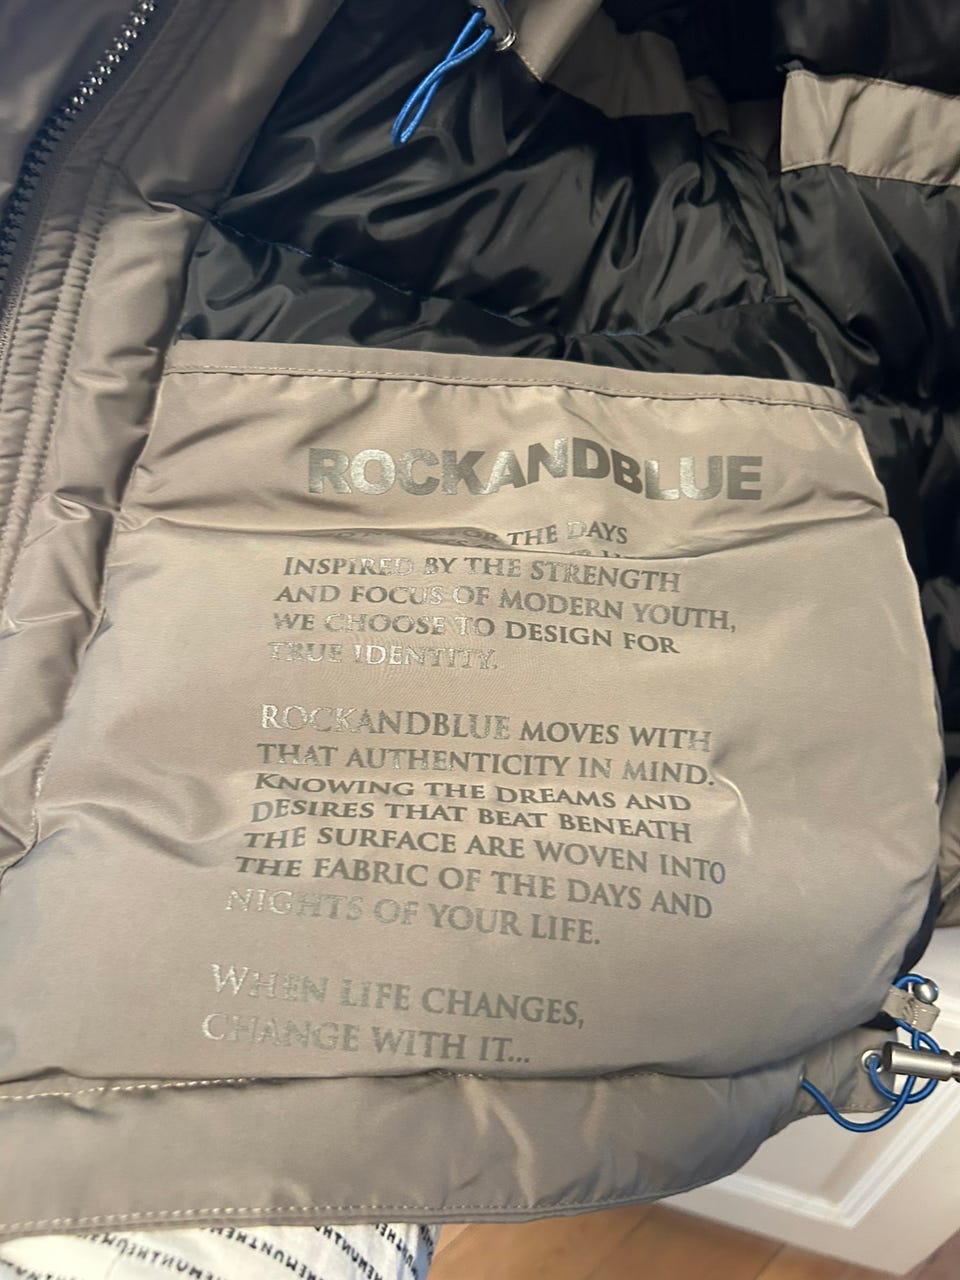 ROCKANDBLUE
THE DAYS
INSPIRED BY THE STRENGTH
AND FOCUS OF MODERN YOUTH,
WE CHOOSE TO DESIGN FOR
TRUE IDENTITY.
ROCKANDBLUE MOVES WITH
THAT AUTHENTICITY IN MIND.
KNOWING THE DREAMS AND
DESIRES THAT BEAT BENEATH
THE SURFACE ARE WOVEN INTO
THE FABRIC OF THE DAYS AND
NIGHTS OF YOUR LIFE.
WHEN LIFE CHANGES,
CHANGE WITH IT...